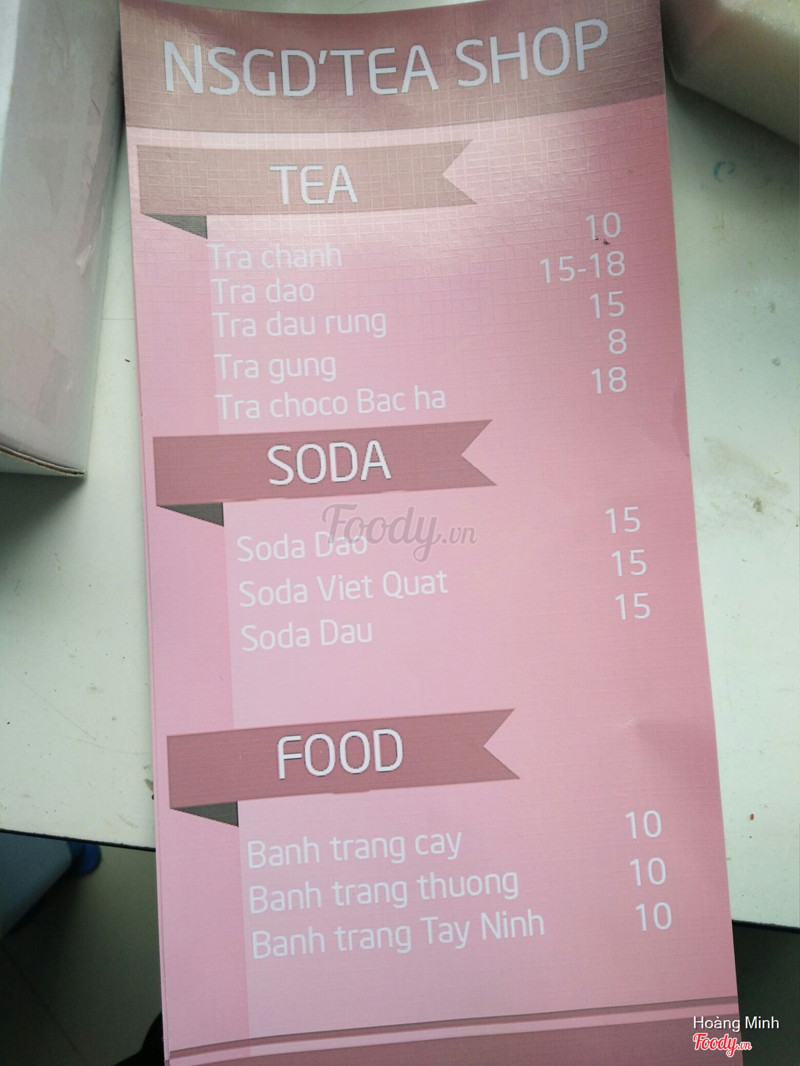 NSGD'TEA SHOP
TEA
Tra chanh 10
Tra dao 15-18
Tra dau rung 15
Tra gung 8
Tra choco Bac ha 18
SODA
Foody.vn
Soda Dao 15
Soda Viet Quat 15
Soda Dau 15
FOOD
Banh trang cay 10
Banh trang thuong 10
Banh trang Tay Ninh 10
Hoàng Minh
Foody.vn